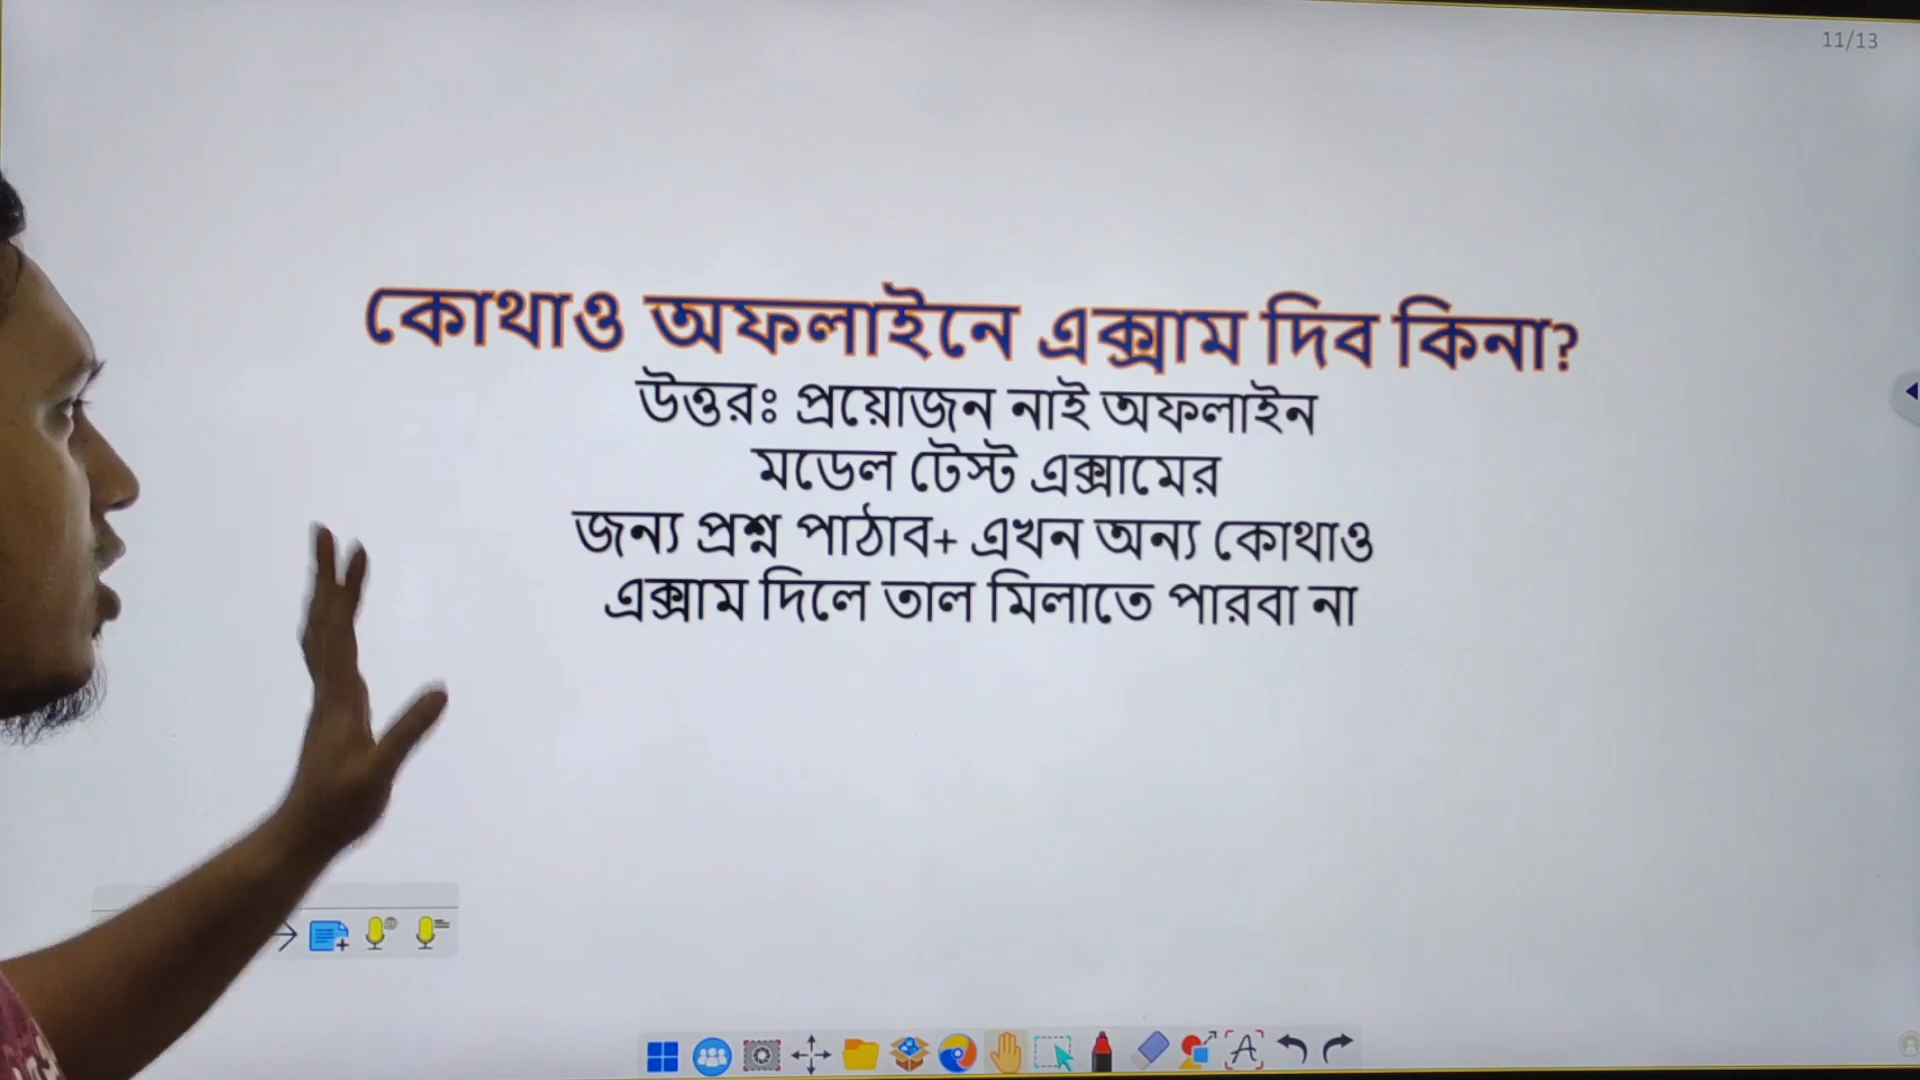 11/13
কোথাও অফলাইনে এক্সাম দিব কিনা?
উত্তরঃ প্রয়োজন নাই অফলাইন
মডেল টেস্ট এক্সামের
জন্য প্রশ্ন পাঠাব+ এখন অন্য কোথাও
এক্সাম দিলে তাল মিলাতে পারবা না